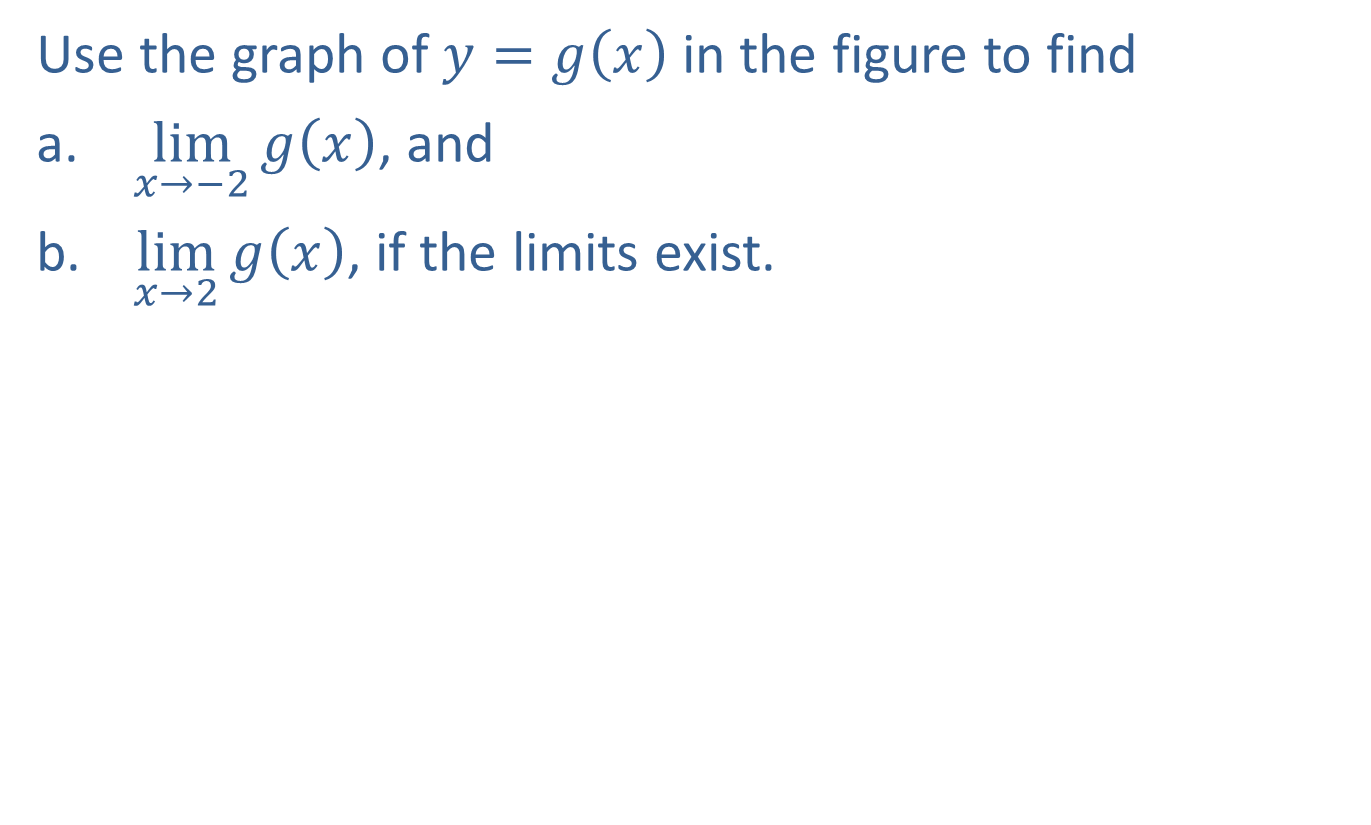 Use the graph of y = g(x) in the figure to find
a. lim x→−2 g(x), and
b. lim x→2 g(x), if the limits exist.